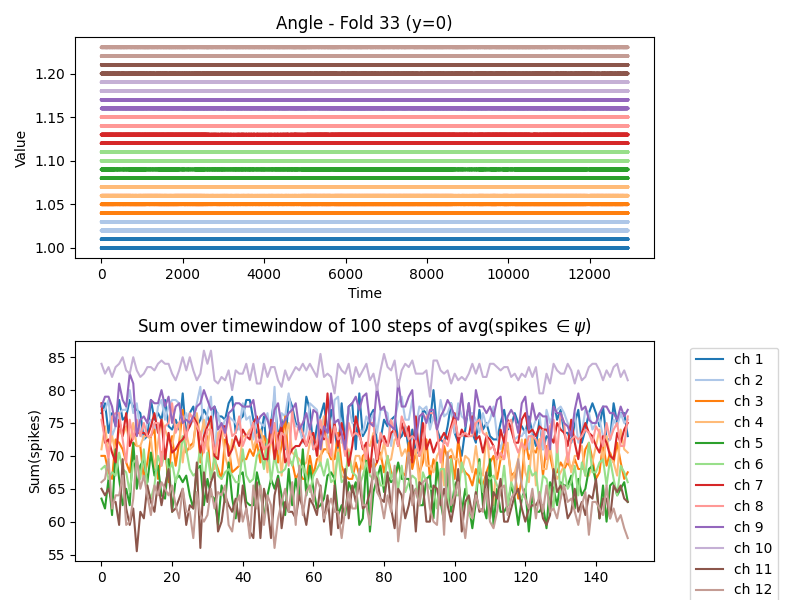 Angle - Fold 33 (y=0)
Value
1.20
1.15
1.10
1.05
1.00
0 2000 4000 6000 8000 10000 12000
Time
Sum over timewindow of 100 steps of avg(spikes ∈ ψ)
Sum(spikes)
85
80
75
70
65
60
55
0 20 40 60 80 100 120 140
ch 1
ch 2
ch 3
ch 4
ch 5
ch 6
ch 7
ch 8
ch 9
ch 10
ch 11
ch 12